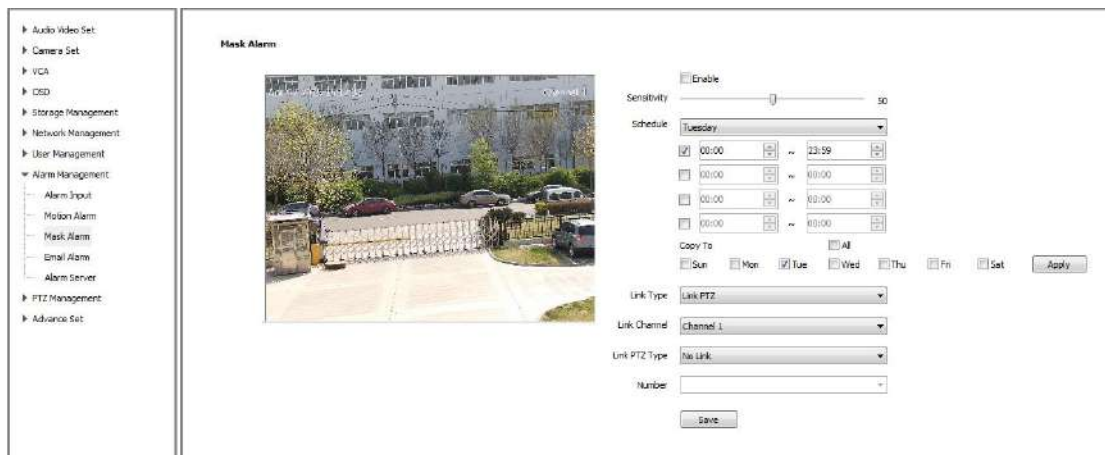 Audio Video Set
Camera Set
VCA
OSD
Storage Management
Network Management
User Management
Alarm Management
Alarm Input
Motion Alarm
Mask Alarm
Email Alarm
Alarm Server
PTZ Management
Advance Set
Mask Alarm
Enable
Sensitivity 50
Schedule Tuesday
00:00 ~ 23:59
00:00 ~ 00:00
00:00 ~ 00:00
00:00 ~ 00:00
Copy To All
Sun Mon Tue Wed Thu Fri Sat Apply
Link Type Link PTZ
Link Channel Channel 1
Link PTZ Type No Link
Number
Save